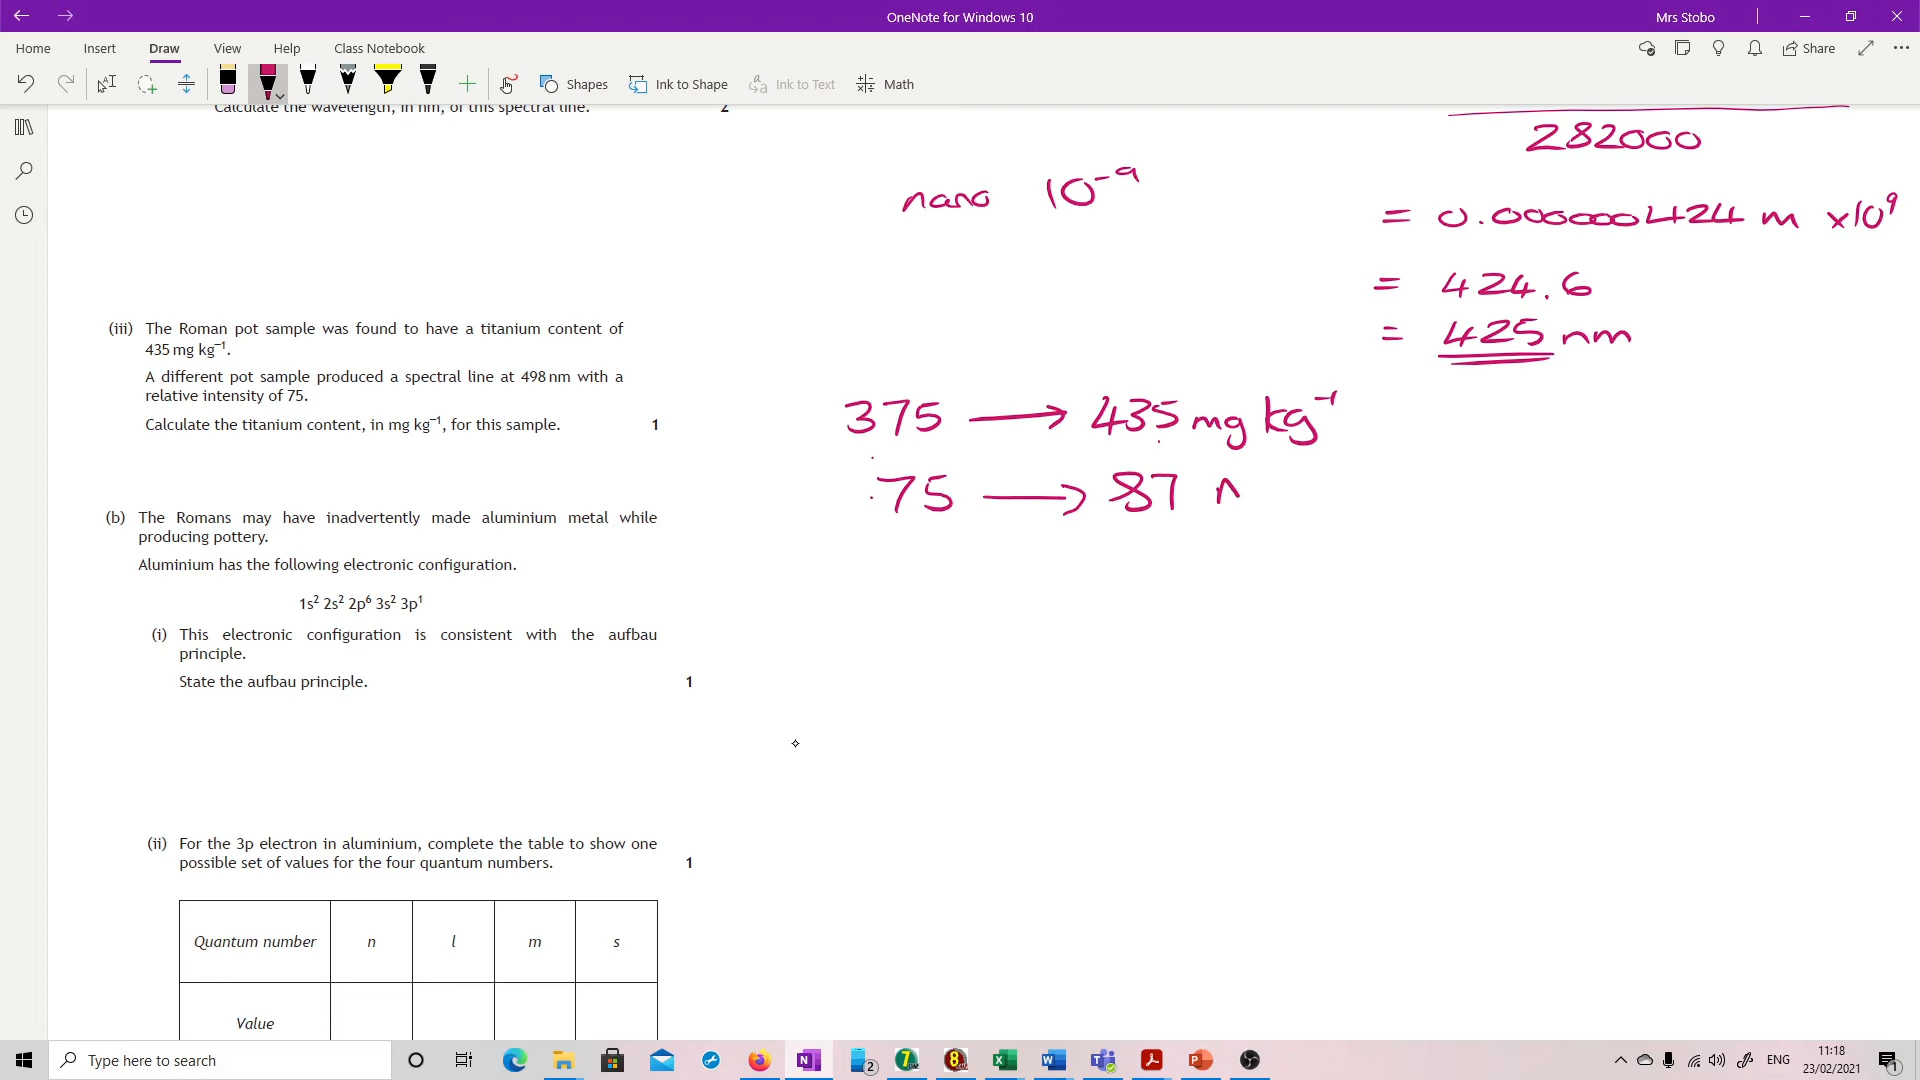 OneNote for Windows 10
Mrs Stobo
Home Insert Draw View Help Class Notebook
Share
Shapes Ink to Shape Ink to Text Math
Calculate the wavelength, in nm, of this spectral line. 2
282000
nano 10⁻⁹
= 0.000000424 m ×10⁹
= 424.6
= 425 nm
(iii) The Roman pot sample was found to have a titanium content of
435 mg kg⁻¹.
A different pot sample produced a spectral line at 498 nm with a
relative intensity of 75.
Calculate the titanium content, in mg kg⁻¹, for this sample. 1
375 → 435 mg kg⁻¹
75 → 87
(b) The Romans may have inadvertently made aluminium metal while
producing pottery.
Aluminium has the following electronic configuration.
1s² 2s² 2p⁶ 3s² 3p¹
(i) This electronic configuration is consistent with the aufbau
principle.
State the aufbau principle. 1
(ii) For the 3p electron in aluminium, complete the table to show one
possible set of values for the four quantum numbers. 1
Quantum number n l m s
Value
Type here to search
ENG
11:18
23/02/2021